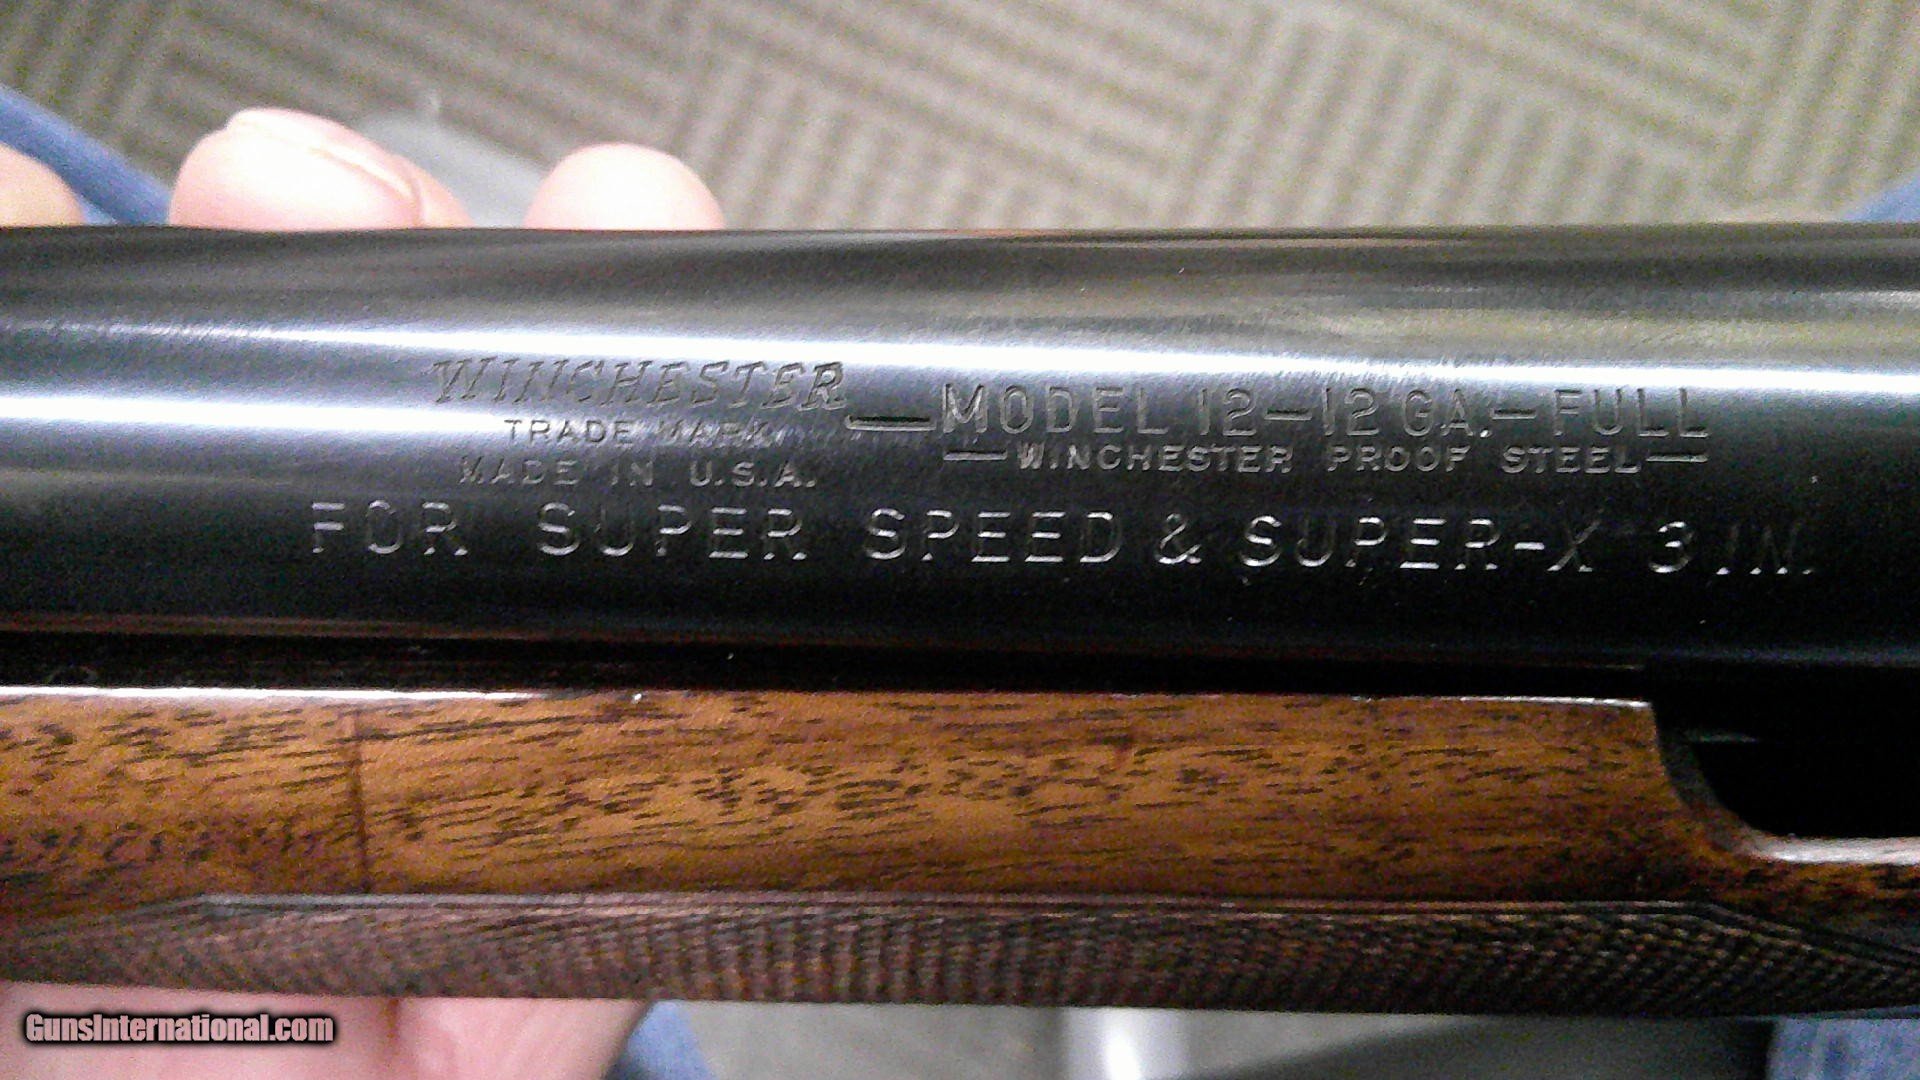 WINCHESTER
TRADE MARK
MADE IN U.S.A.
—MODEL 12—12 GA.—FULL
—WINCHESTER PROOF STEEL—
FOR SUPER SPEED & SUPER-X 3 IN.
GunsInternational.com